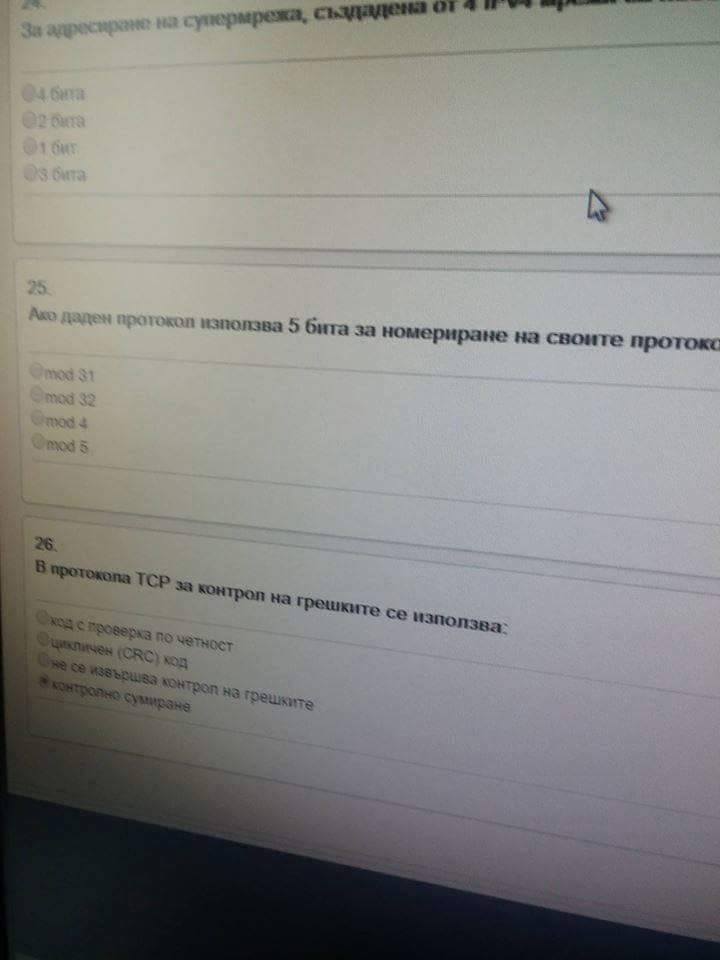 24.
За адресиране на супермрежа, създадена от 4 IPv4
4 бита
2 бита
1 бит
3 бита
25.
Ако даден протокол използва 5 бита за номериране на своите протоко
mod 31
mod 32
mod 4
mod 5
26.
В протокола TCP за контрол на грешките се използва:
код с проверка по четност
цикличен (CRC) код
не се извършва контрол на грешките
контролно сумиране